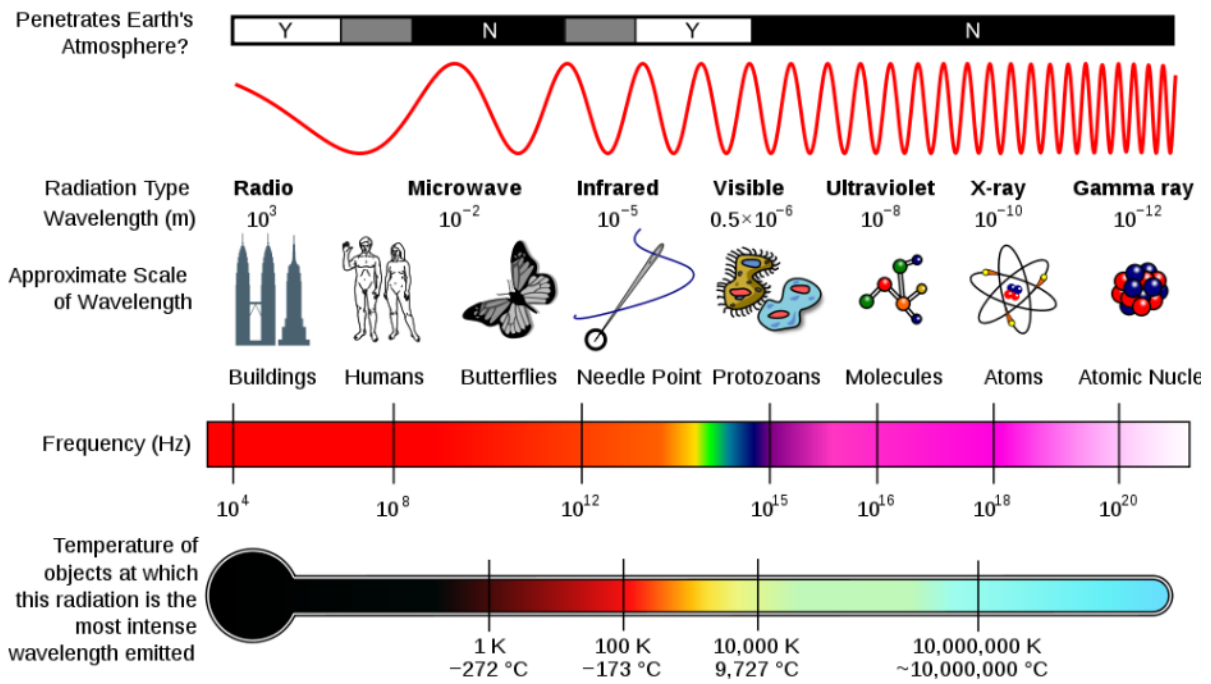 Penetrates Earth's
Atmosphere?
Y N Y N
Radiation Type
Radio Microwave Infrared Visible Ultraviolet X-ray Gamma ray
Wavelength (m)
10³ 10⁻² 10⁻⁵ 0.5×10⁻⁶ 10⁻⁸ 10⁻¹⁰ 10⁻¹²
Approximate Scale
of Wavelength
Buildings Humans Butterflies Needle Point Protozoans Molecules Atoms Atomic Nucle
Frequency (Hz)
10⁴ 10⁸ 10¹² 10¹⁵ 10¹⁶ 10¹⁸ 10²⁰
Temperature of
objects at which
this radiation is the
most intense
wavelength emitted
1 K 100 K 10,000 K 10,000,000 K
−272 °C −173 °C 9,727 °C ~10,000,000 °C